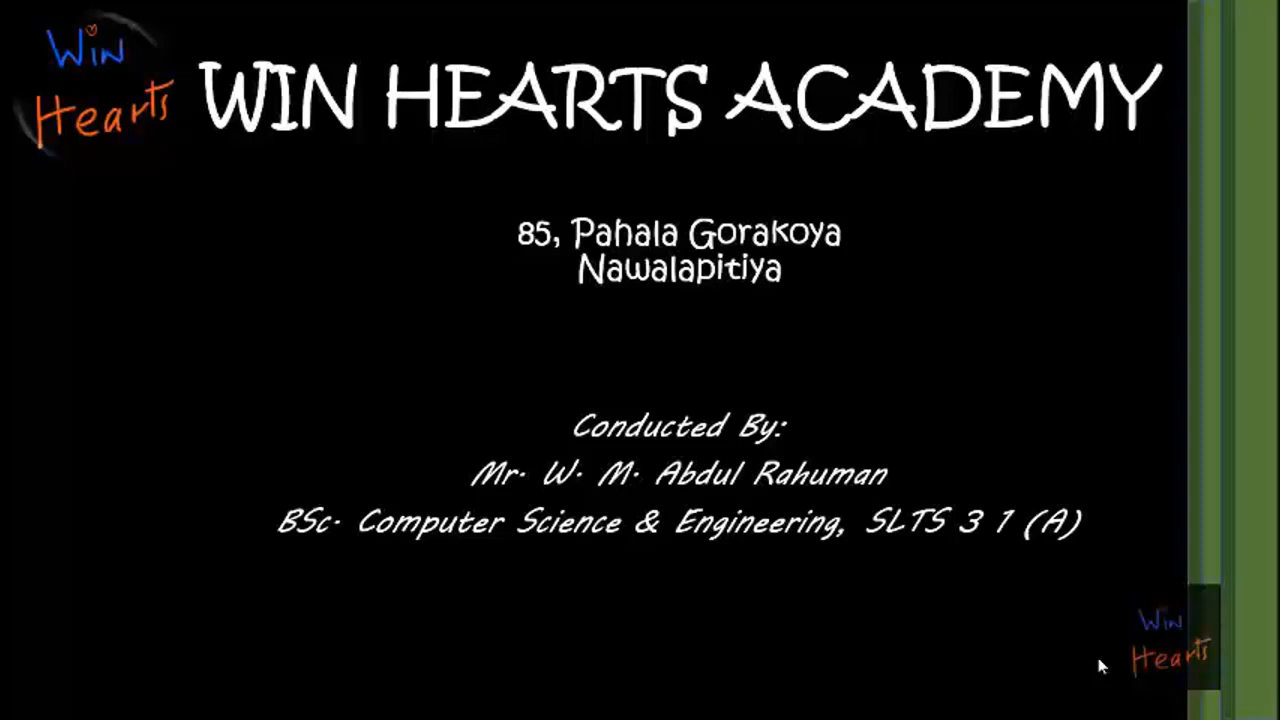 Win
Hearts
WIN HEARTS ACADEMY
85, Pahala Gorakoya
Nawalapitiya
Conducted By:
Mr. W. M. Abdul Rahuman
BSc. Computer Science & Engineering, SLTS 3 1 (A)
Win
Hearts